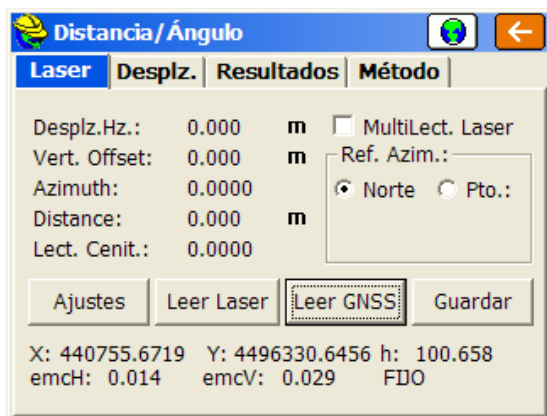 Distancia/Ángulo
Laser Desplz. Resultados Método
Desplz.Hz.: 0.000 m MultiLect. Laser
Vert. Offset: 0.000 m Ref. Azim.:
Azimuth: 0.0000 Norte Pto.:
Distance: 0.000 m
Lect. Cenit.: 0.0000
Ajustes Leer Laser Leer GNSS Guardar
X: 440755.6719 Y: 4496330.6456 h: 100.658
emcH: 0.014 emcV: 0.029 FIJO